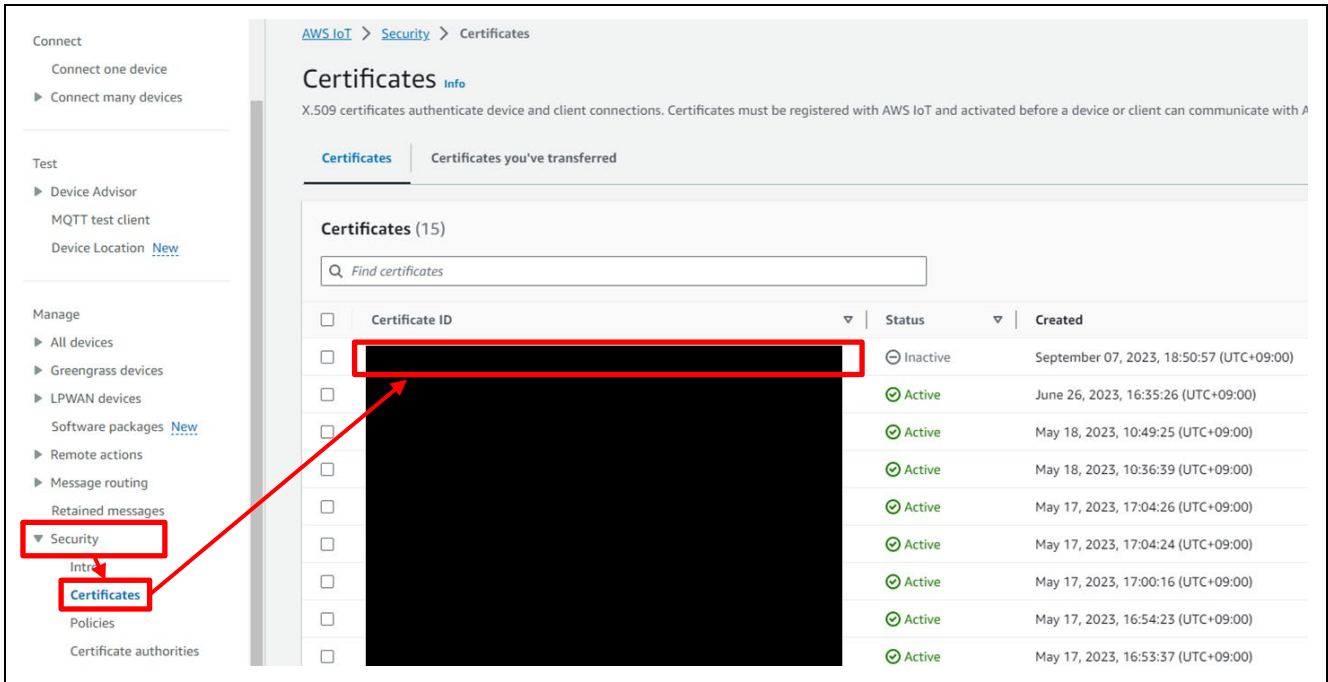 Connect
Connect one device
Connect many devices
Test
Device Advisor
MQTT test client
Device Location New
Manage
All devices
Greengrass devices
LPWAN devices
Software packages New
Remote actions
Message routing
Retained messages
Security
Certificates
Policies
Certificate authorities
AWS IoT > Security > Certificates
Certificates Info
X.509 certificates authenticate device and client connections. Certificates must be registered with AWS IoT and activated before a device or client can communicate with
Certificates Certificates you've transferred
Certificates (15)
Find certificates
Certificate ID Status Created
Inactive September 07, 2023, 18:50:57 (UTC+09:00)
Active June 26, 2023, 16:35:26 (UTC+09:00)
Active May 18, 2023, 10:49:25 (UTC+09:00)
Active May 18, 2023, 10:36:39 (UTC+09:00)
Active May 17, 2023, 17:04:26 (UTC+09:00)
Active May 17, 2023, 17:04:24 (UTC+09:00)
Active May 17, 2023, 17:00:16 (UTC+09:00)
Active May 17, 2023, 16:54:23 (UTC+09:00)
Active May 17, 2023, 16:53:37 (UTC+09:00)